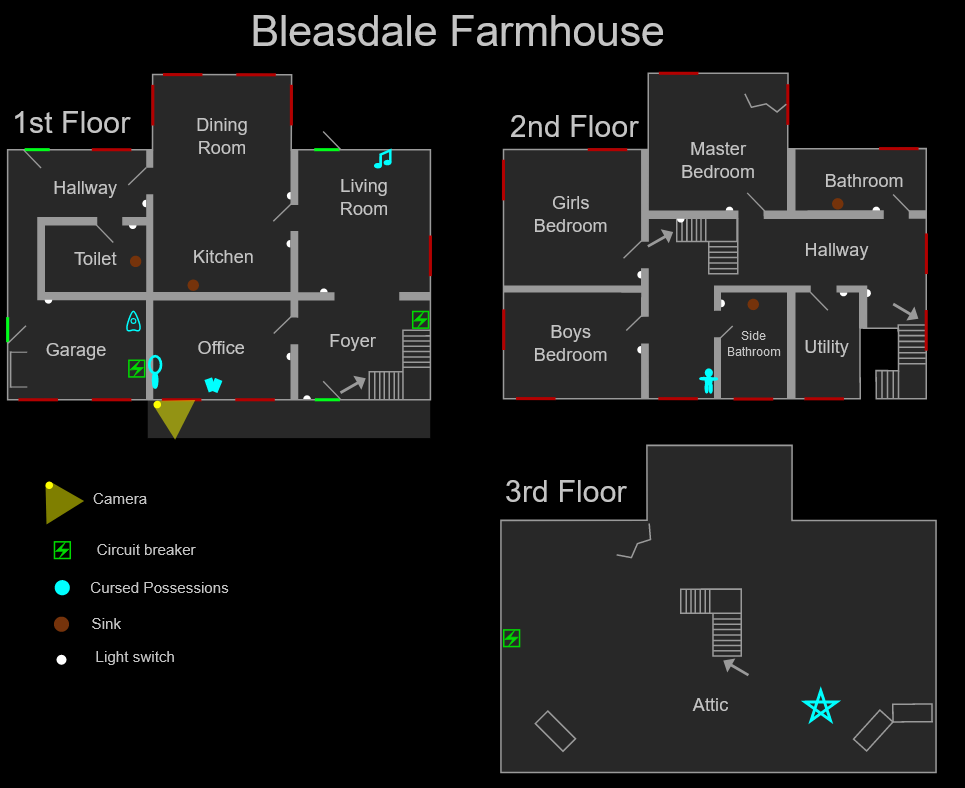 Bleasdale Farmhouse
1st Floor
Dining
Room
Hallway
Living
Room
Toilet
Kitchen
Garage
Office
Foyer
2nd Floor
Master
Bedroom
Bathroom
Girls
Bedroom
Hallway
Boys
Bedroom
Side
Bathroom
Utility
3rd Floor
Attic
Camera
Circuit breaker
Cursed Possessions
Sink
Light switch